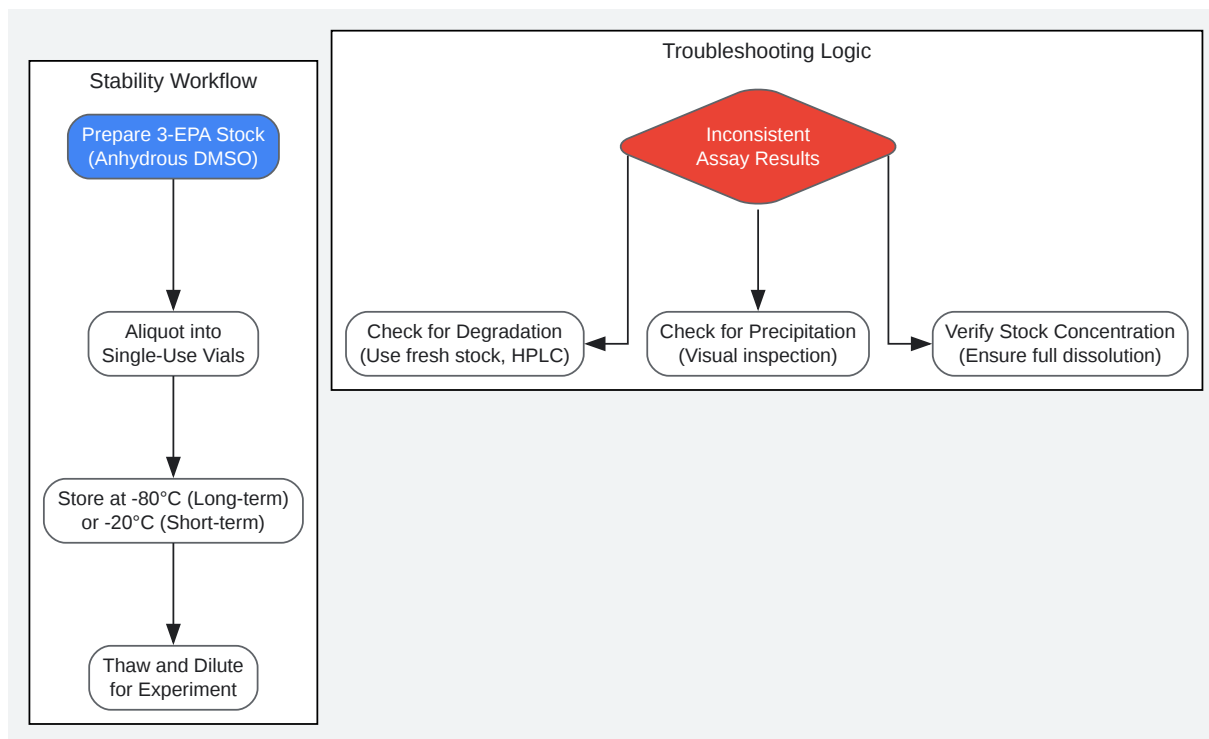 Stability Workflow
Prepare 3-EPA Stock
(Anhydrous DMSO)
Aliquot into
Single-Use Vials
Store at -80°C (Long-term)
or -20°C (Short-term)
Thaw and Dilute
for Experiment
Troubleshooting Logic
Inconsistent
Assay Results
Check for Degradation
(Use fresh stock, HPLC)
Check for Precipitation
(Visual inspection)
Verify Stock Concentration
(Ensure full dissolution)